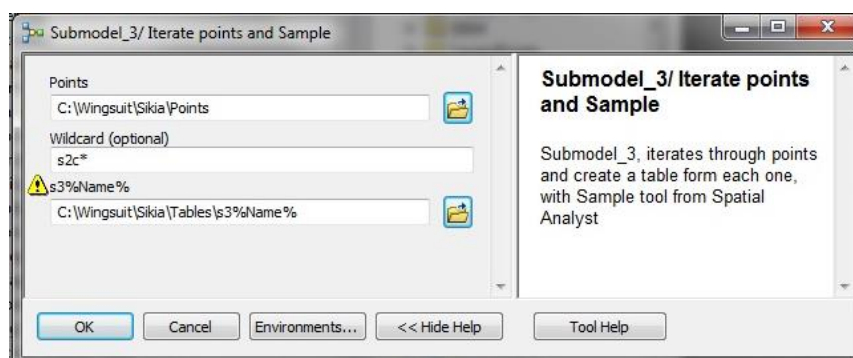 Submodel_3/ Iterate points and Sample
Points
C:\Wingsuit\Sikia\Points
Wildcard (optional)
s2c*
s3%Name%
C:\Wingsuit\Sikia\Tables\s3%Name%
OK
Cancel
Environments...
<< Hide Help
Submodel_3/ Iterate points
and Sample
Submodel_3, iterates through points
and create a table form each one,
with Sample tool from Spatial
Analyst
Tool Help